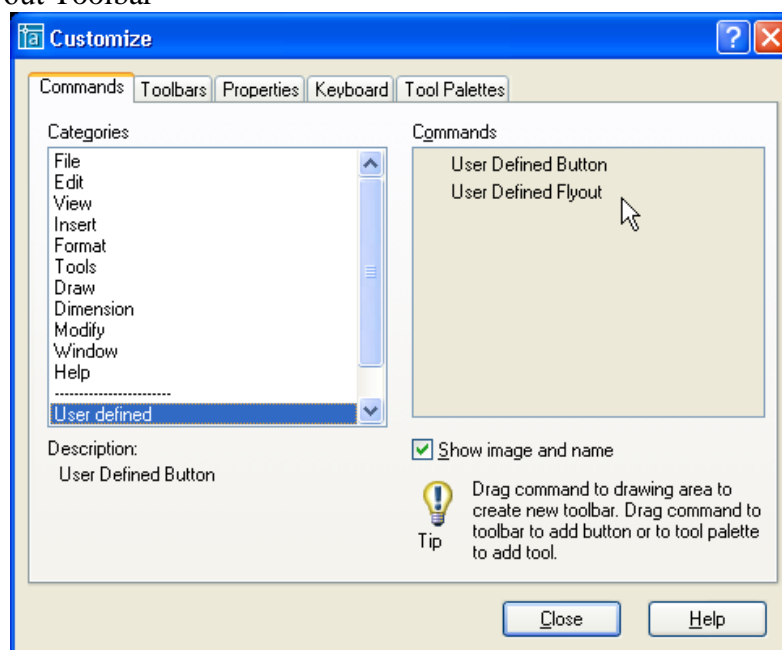 out Toolbar
Customize
Commands Toolbars Properties Keyboard Tool Palettes
Categories
File
Edit
View
Insert
Format
Tools
Draw
Dimension
Modify
Window
Help
-----------------------
User defined
Commands
User Defined Button
User Defined Flyout
Description:
User Defined Button
Show image and name
Tip
Drag command to drawing area to
create new toolbar. Drag command to
toolbar to add button or to tool palette
to add tool.
Close Help